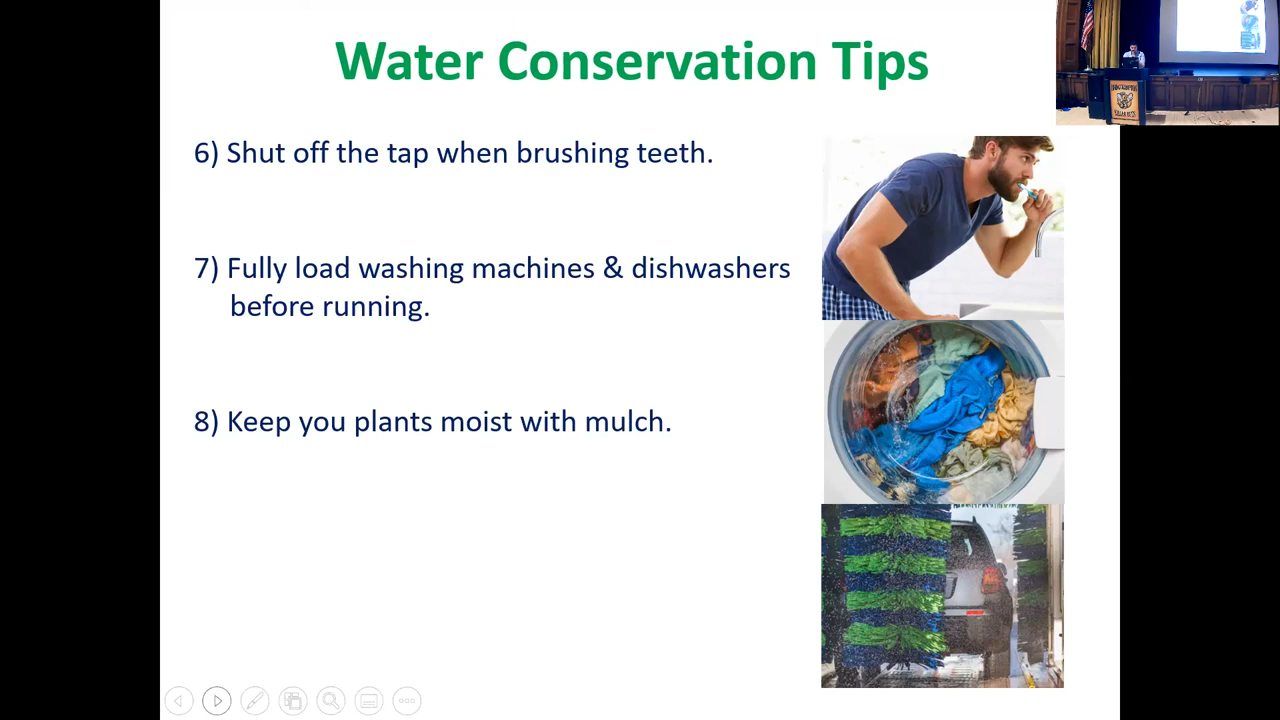 Water Conservation Tips
6) Shut off the tap when brushing teeth.
7) Fully load washing machines & dishwashers
before running.
8) Keep you plants moist with mulch.